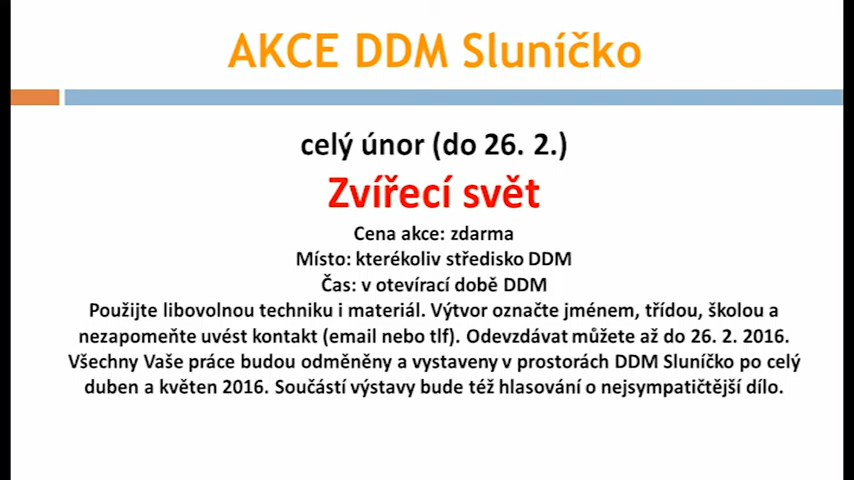 AKCE DDM Sluníčko
celý únor (do 26. 2.)
Zvířecí svět
Cena akce: zdarma
Místo: kterékoliv středisko DDM
Čas: v otevírací době DDM
Použijte libovolnou techniku i materiál. Výtvor označte jménem, třídou, školou a
nezapomeňte uvést kontakt (email nebo tlf). Odevzdávat můžete až do 26. 2. 2016.
Všechny Vaše práce budou odměněny a vystaveny v prostorách DDM Sluníčko po celý
duben a květen 2016. Součástí výstavy bude též hlasování o nejsympatičtější dílo.